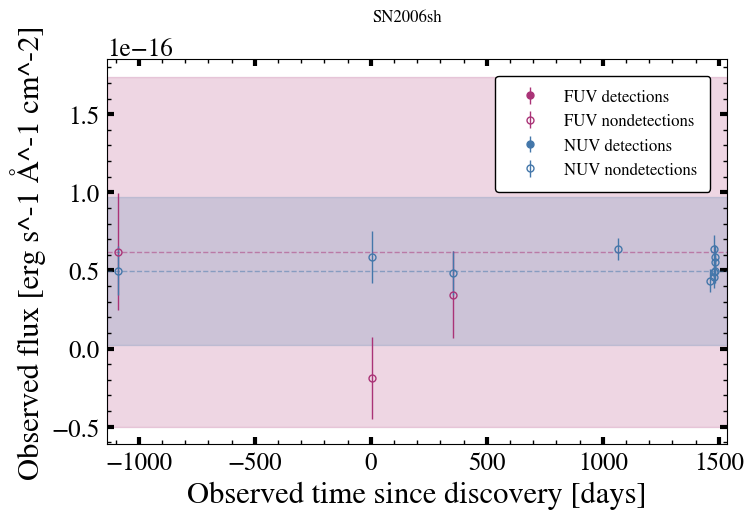 SN2006sh
1e−16
FUV detections
FUV nondetections
NUV detections
NUV nondetections
1.5
1.0
0.5
0.0
−0.5
Observed flux [erg s^-1 Å^-1 cm^-2]
−1000 −500 0 500 1000 1500
Observed time since discovery [days]